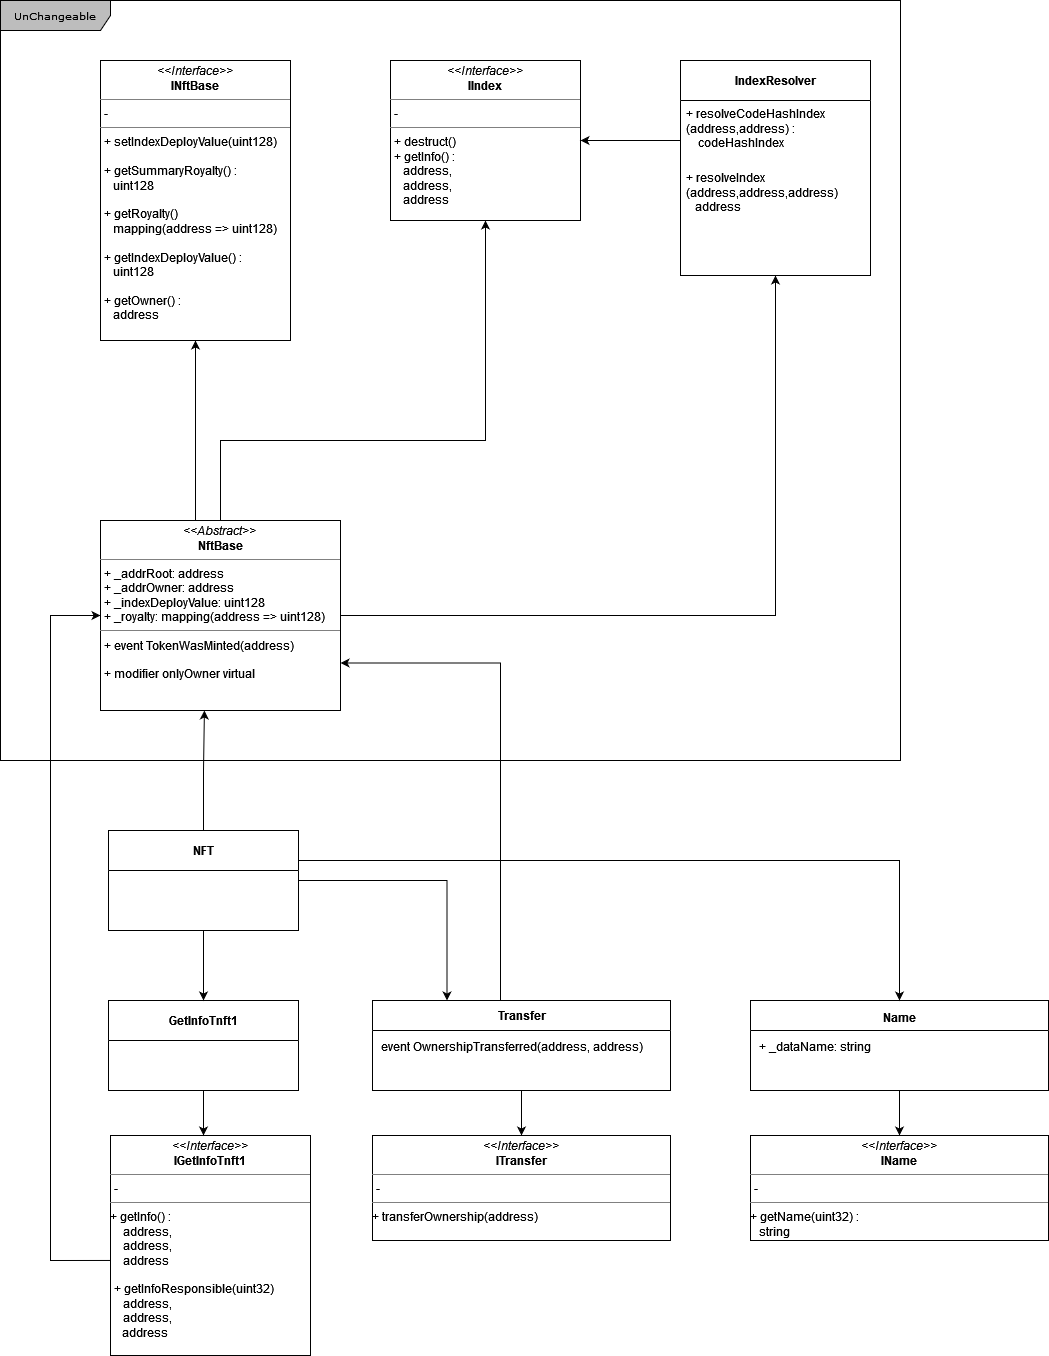 UnChangeable
<<Interface>>
INftBase
-
+ setIndexDeployValue(uint128)
+ getSummaryRoyalty() :
uint128
+ getRoyalty()
mapping(address => uint128)
+ getIndexDeployValue() :
uint128
+ getOwner() :
address
<<Interface>>
IIndex
-
+ destruct()
+ getInfo() :
address,
address,
address
IndexResolver
+ resolveCodeHashIndex
(address,address) :
codeHashIndex
+ resolveIndex
(address,address,address)
address
<<Abstract>>
NftBase
+ _addrRoot: address
+ _addrOwner: address
+ _indexDeployValue: uint128
+ _royalty: mapping(address => uint128)
+ event TokenWasMinted(address)
+ modifier onlyOwner virtual
NFT
GetInfoTnft1
Transfer
event OwnershipTransferred(address, address)
Name
+ _dataName: string
<<Interface>>
IGetInfoTnft1
-
+ getInfo() :
address,
address,
address
+ getInfoResponsible(uint32)
address,
address,
address
<<Interface>>
ITransfer
-
+ transferOwnership(address)
<<Interface>>
IName
-
+ getName(uint32) :
string